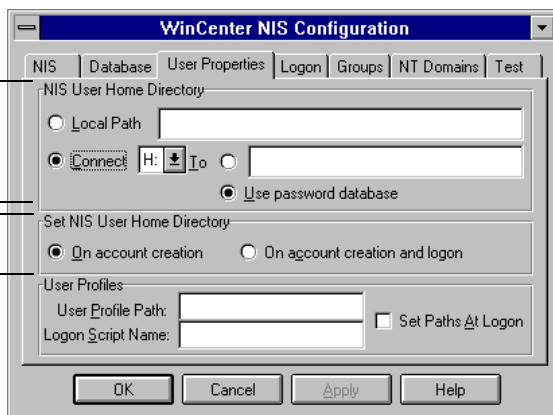 WinCenter NIS Configuration
NIS Database User Properties Logon Groups NT Domains Test
NIS User Home Directory
Local Path
Connect H: To
Use password database
Set NIS User Home Directory
On account creation On account creation and logon
User Profiles
User Profile Path:
Set Paths At Logon
Logon Script Name:
OK Cancel Apply Help